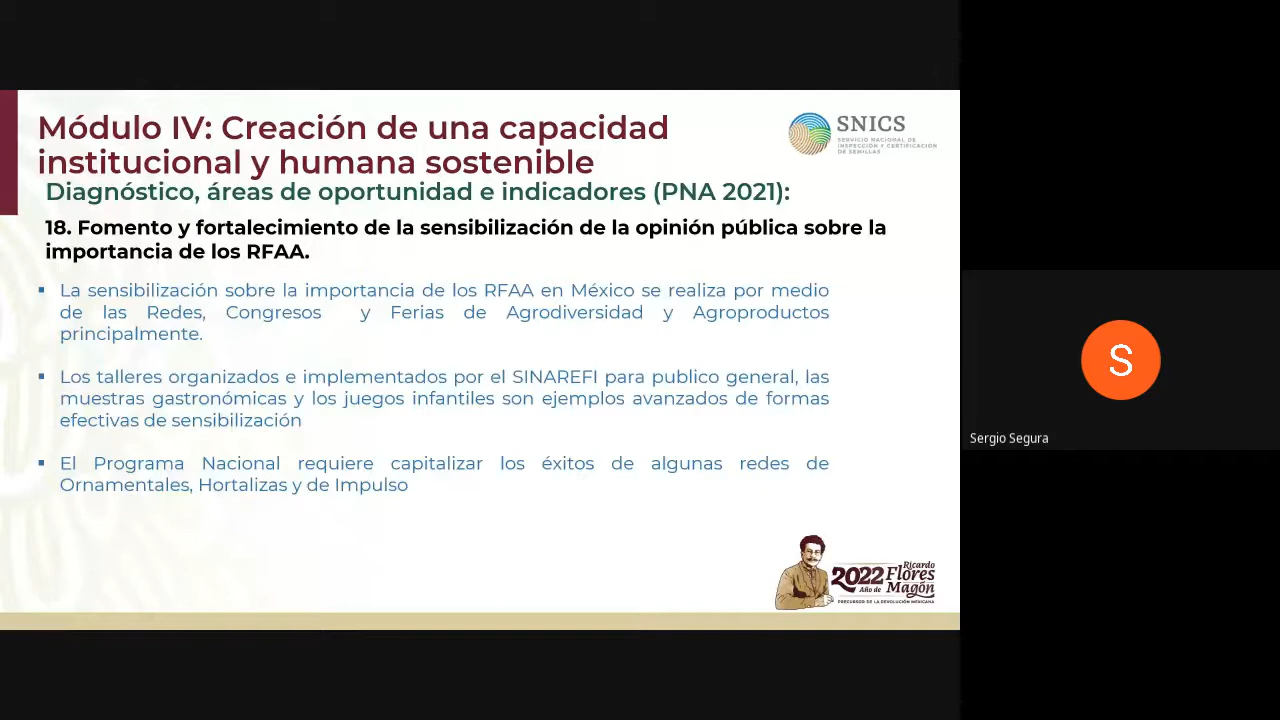 Módulo IV: Creación de una capacidad
institucional y humana sostenible
SNICS
SERVICIO NACIONAL DE
INSPECCIÓN Y CERTIFICACIÓN
DE SEMILLAS
Diagnóstico, áreas de oportunidad e indicadores (PNA 2021):
18. Fomento y fortalecimiento de la sensibilización de la opinión pública sobre la
importancia de los RFAA.
▪ La sensibilización sobre la importancia de los RFAA en México se realiza por medio
de las Redes, Congresos y Ferias de Agrodiversidad y Agroproductos
principalmente.
▪ Los talleres organizados e implementados por el SINAREFI para publico general, las
muestras gastronómicas y los juegos infantiles son ejemplos avanzados de formas
efectivas de sensibilización
▪ El Programa Nacional requiere capitalizar los éxitos de algunas redes de
Ornamentales, Hortalizas y de Impulso
2022
Año de
Ricardo
Flores
Magón
PRECURSOR DE LA REVOLUCIÓN MEXICANA
S
Sergio Segura